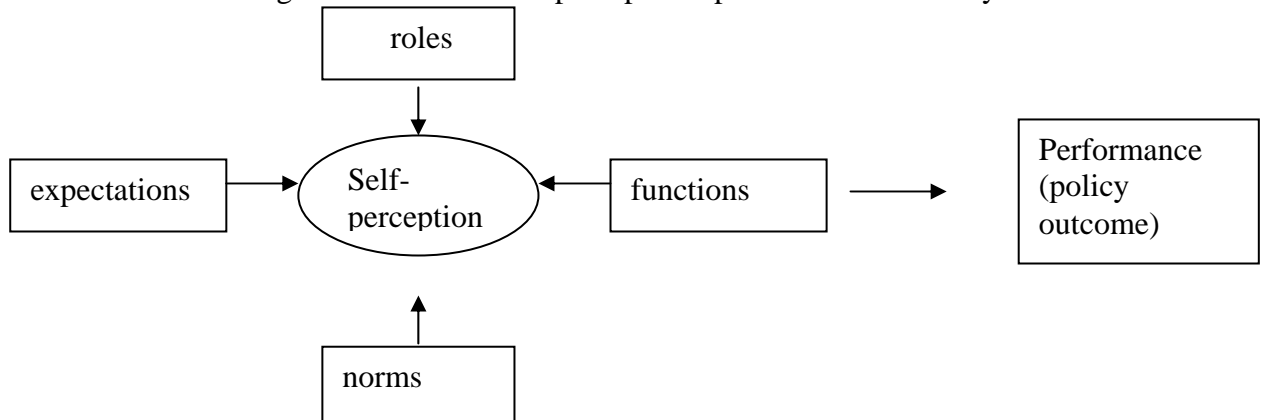 roles
expectations
Self-
perception
functions
Performance
(policy
outcome)
norms